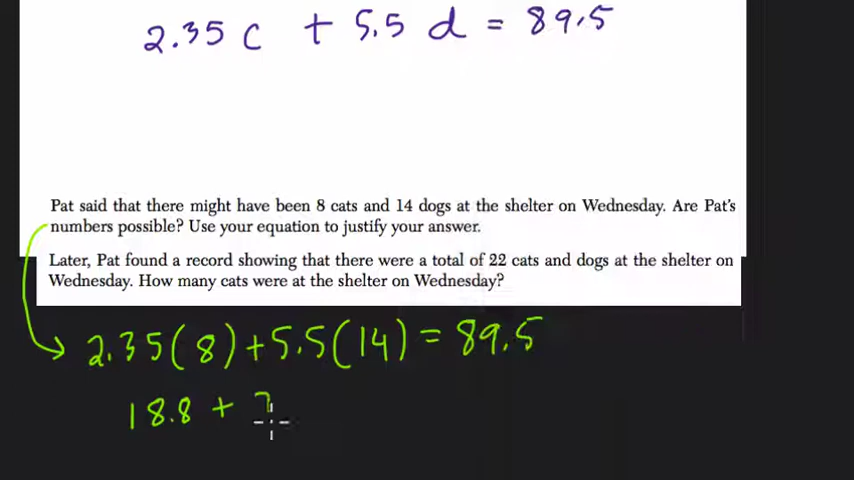 2.35 c + 5.5 d = 89.5
Pat said that there might have been 8 cats and 14 dogs at the shelter on Wednesday. Are Pat's
numbers possible? Use your equation to justify your answer.
Later, Pat found a record showing that there were a total of 22 cats and dogs at the shelter on
Wednesday. How many cats were at the shelter on Wednesday?
2.35(8)+5.5(14)=89.5
18.8 +